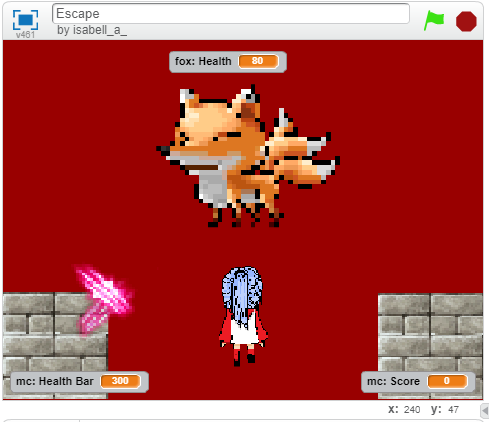 Escape
v461
by isabell_a_
fox: Health 80
mc: Health Bar 300
mc: Score 0
x: 240 y: 47